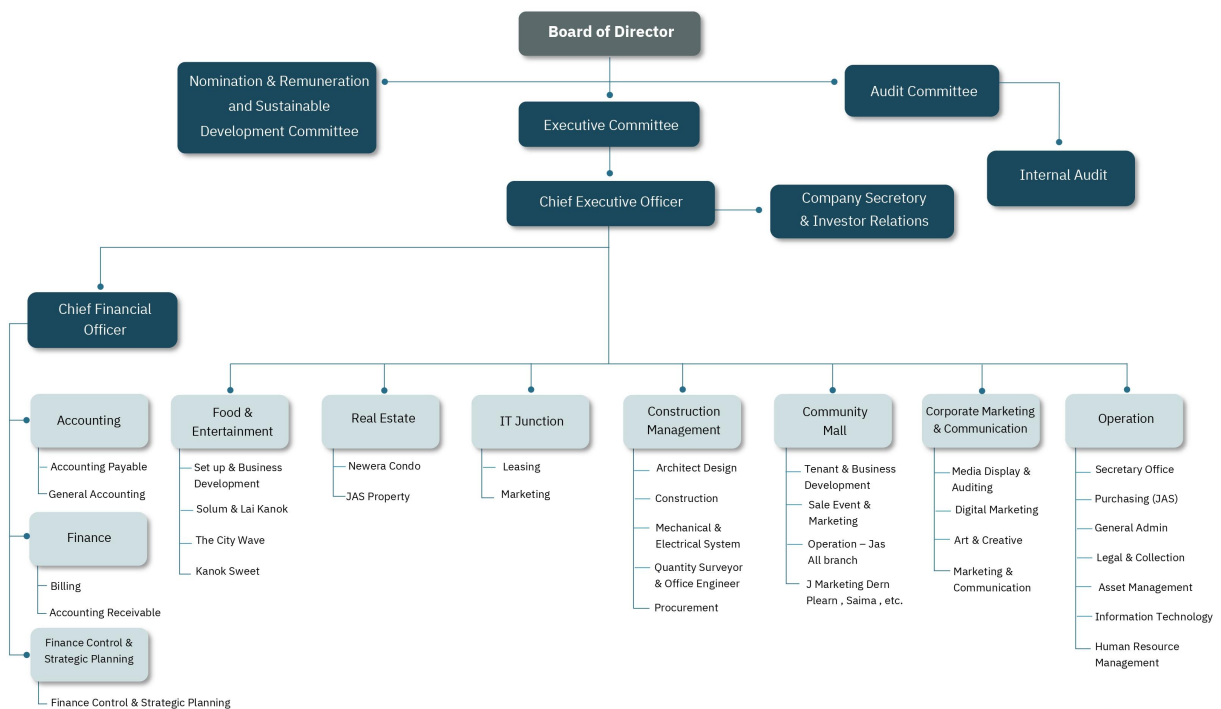 Board of Director
Nomination & Remuneration
and Sustainable
Development Committee
Executive Committee
Audit Committee
Internal Audit
Chief Executive Officer
Company Secretary
& Investor Relations
Chief Financial
Officer
Accounting
Accounting Payable
General Accounting
Finance
Billing
Accounting Receivable
Finance Control &
Strategic Planning
Finance Control & Strategic Planning
Food &
Entertainment
Set up & Business
Development
Solum & Lai Kanok
The City Wave
Kanok Sweet
Real Estate
Newera Condo
JAS Property
IT Junction
Leasing
Marketing
Construction
Management
Architect Design
Construction
Mechanical &
Electrical System
Quantity Surveyor
& Office Engineer
Procurement
Community
Mall
Tenant & Business
Development
Sale Event &
Marketing
Operation – Jas
All branch
J Marketing Dern
Plearn , Saima , etc.
Corporate Marketing
& Communication
Media Display &
Auditing
Digital Marketing
Art & Creative
Marketing &
Communication
Operation
Secretary Office
Purchasing (JAS)
General Admin
Legal & Collection
Asset Management
Information Technology
Human Resource
Management